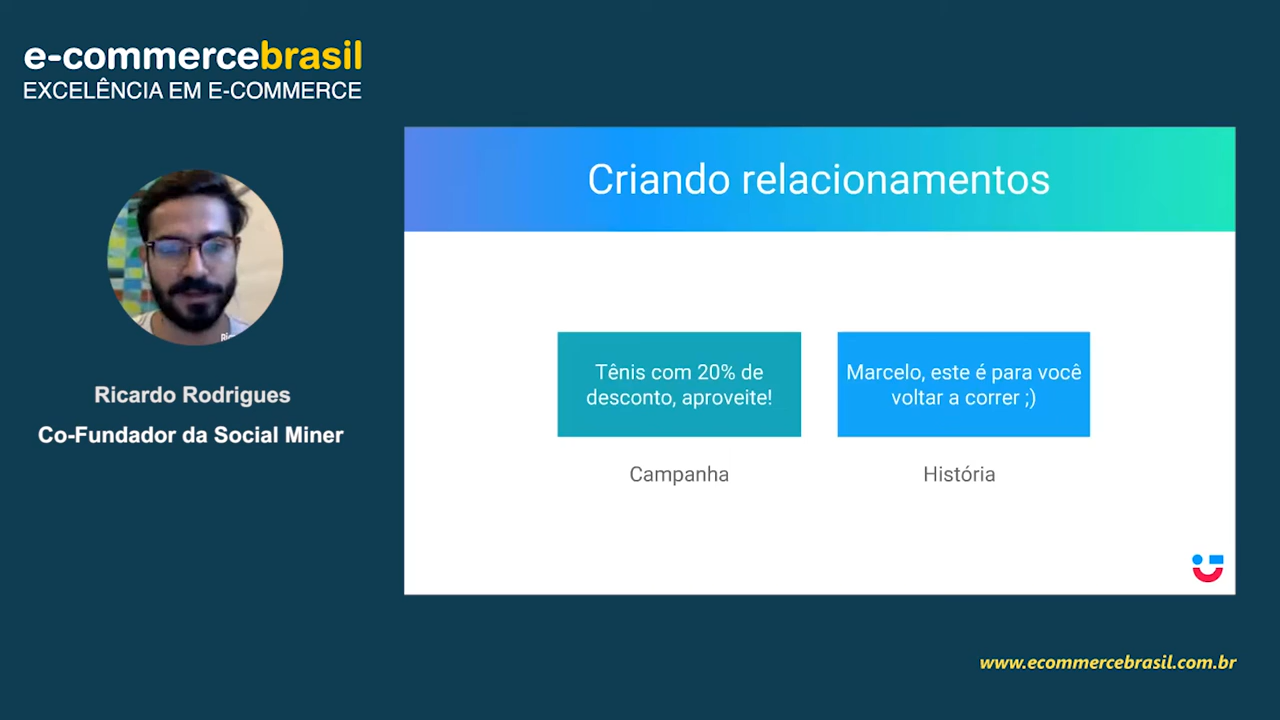 e-commercebrasil
EXCELÊNCIA EM E-COMMERCE
Ricardo Rodrigues
Co-Fundador da Social Miner
Criando relacionamentos
Tênis com 20% de
desconto, aproveite!
Campanha
Marcelo, este é para você
voltar a correr ;)
História
www.ecommercebrasil.com.br